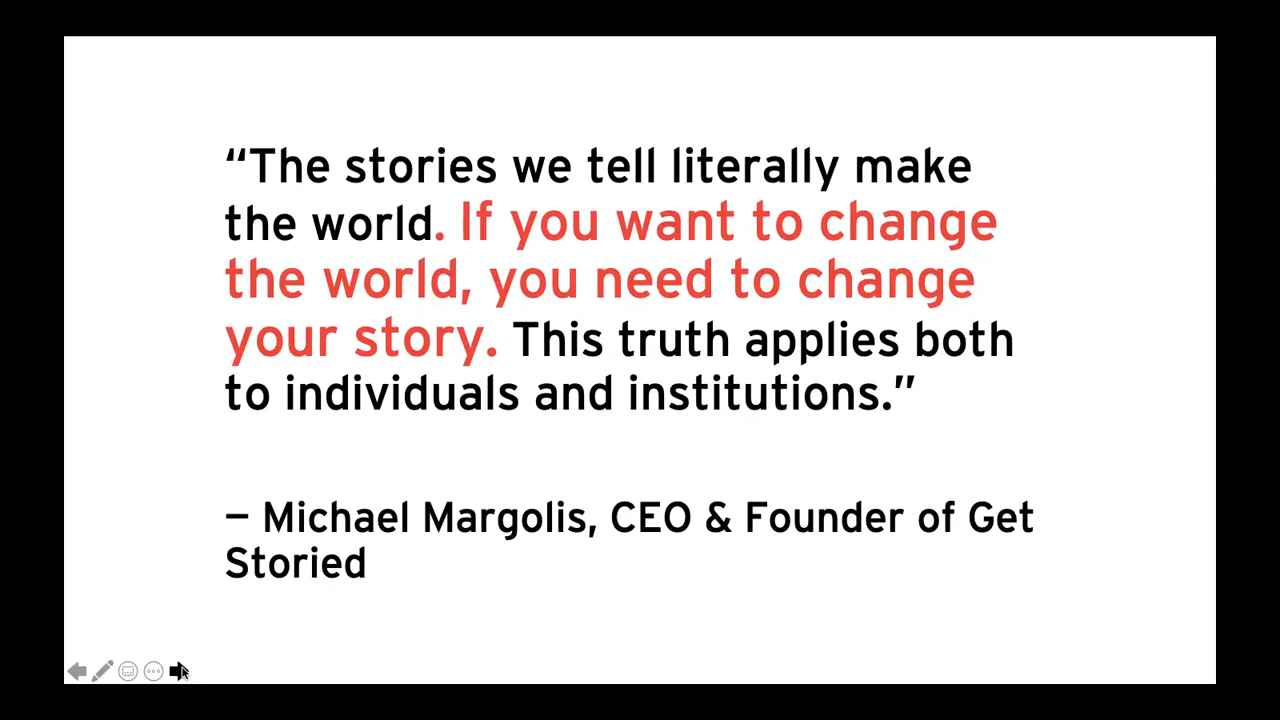 “The stories we tell literally make
the world. If you want to change
the world, you need to change
your story. This truth applies both
to individuals and institutions.”
– Michael Margolis, CEO & Founder of Get
Storied